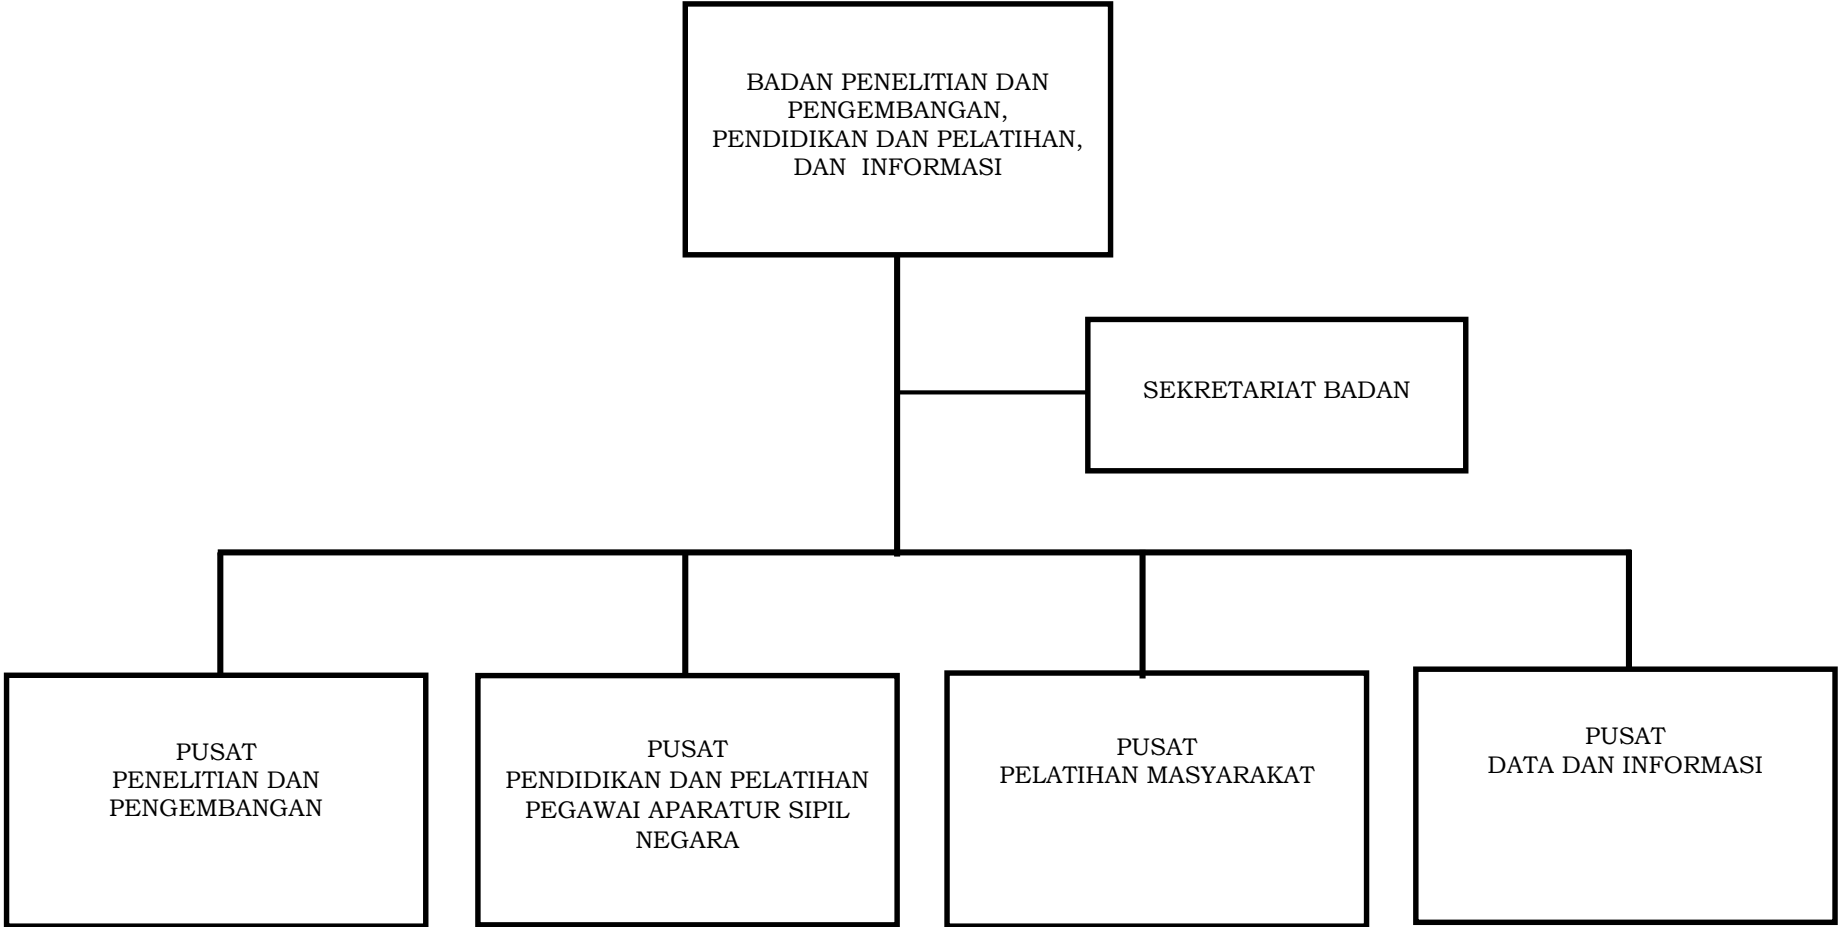 BADAN PENELITIAN DAN
PENGEMBANGAN,
PENDIDIKAN DAN PELATIHAN,
DAN  INFORMASI
SEKRETARIAT BADAN
PUSAT
PENELITIAN DAN
PENGEMBANGAN
PUSAT
PENDIDIKAN DAN PELATIHAN
PEGAWAI APARATUR SIPIL
NEGARA
PUSAT
PELATIHAN MASYARAKAT
PUSAT
DATA DAN INFORMASI